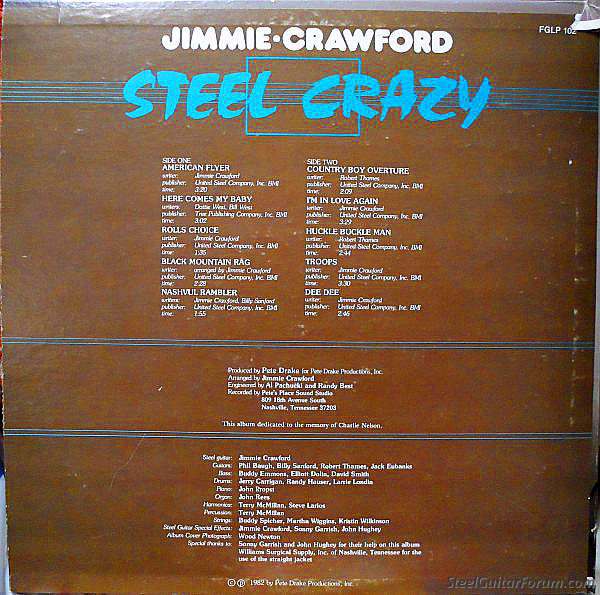 JIMMIE·CRAWFORD
FGLP 102
STEEL CRAZY
SIDE ONE
AMERICAN FLYER
writer: Jimmie Crawford
publisher: United Steel Company, Inc. BMI
time: 3:20
HERE COMES MY BABY
writers: Dottie West, Bill West
publisher: Tree Publishing Company, Inc. BMI
time: 3:02
ROLLS CHOICE
writer: Jimmie Crawford
publisher: United Steel Company, Inc. BMI
time: 1:35
BLACK MOUNTAIN RAG
writer: arranged by Jimmie Crawford
publisher: United Steel Company, Inc. BMI
time: 2:28
NASHVUL RAMBLER
writers: Jimmie Crawford, Billy Sanford
publisher: United Steel Company, Inc. BMI
time: 1:55
SIDE TWO
COUNTRY BOY OVERTURE
writer: Robert Thames
publisher: United Steel Company, Inc. BMI
time: 2:09
I'M IN LOVE AGAIN
writer: Jimmie Crawford
publisher: United Steel Company, Inc. BMI
time: 3:29
HUCKLE BUCKLE MAN
writer: Robert Thames
publisher: United Steel Company, Inc. BMI
time: 2:44
TROOPS
writer: Jimmie Crawford
publisher: United Steel Company, Inc. BMI
time: 3:30
DEE DEE
writer: Jimmie Crawford
publisher: United Steel Company, Inc. BMI
time: 2:46
Produced by Pete Drake for Pete Drake Productions, Inc.
Arranged by Jimmie Crawford
Engineered by Al Pachucki and Randy Best
Recorded by Pete's Place Sound Studio
809 18th Avenue South
Nashville, Tennessee 37203
This album dedicated to the memory of Charlie Nelson.
Steel guitar: Jimmie Crawford
Guitars: Phil Baugh, Billy Sanford, Robert Thames, Jack Eubanks
Bass: Buddy Emmons, Elliott Dolin, David Smith
Drums: Jerry Carrigan, Randy Hauser, Larrie Londin
Piano: John Propst
Organ: John Rees
Harmonica: Terry McMillan, Steve Larios
Percussion: Terry McMillan
Strings: Buddy Spicher, Martha Wiggins, Kristin Wilkinson
Steel Guitar Special Effects: Jimmie Crawford, Sonny Garrish, John Hughey
Album Cover Photograph: Wood Newton
Special thanks to: Sonny Garrish and John Hughey for their help on this album
Williams Surgical Supply, Inc. of Nashville, Tennessee for the
use of the straight jacket
© ℗ 1982 by Pete Drake Productions, Inc.
SteelGuitarForum.com